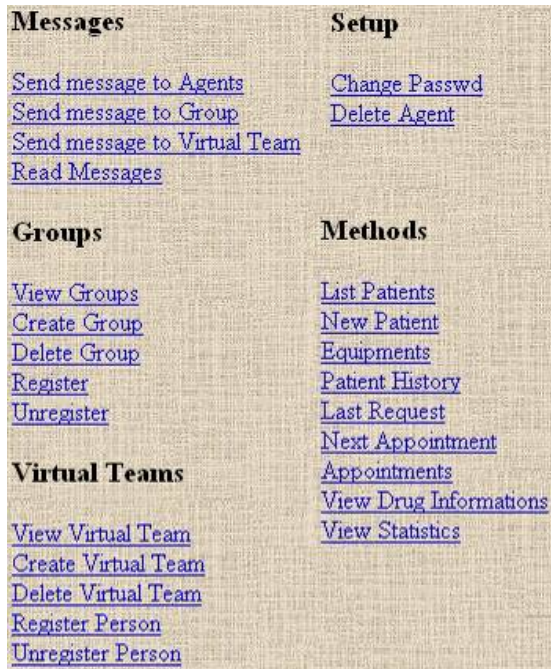 Messages
Send message to Agents
Send message to Group
Send message to Virtual Team
Read Messages
Setup
Change Passwd
Delete Agent
Groups
View Groups
Create Group
Delete Group
Register
Unregister
Methods
List Patients
New Patient
Equipments
Patient History
Last Request
Next Appointment
Appointments
View Drug Informations
View Statistics
Virtual Teams
View Virtual Team
Create Virtual Team
Delete Virtual Team
Register Person
Unregister Person